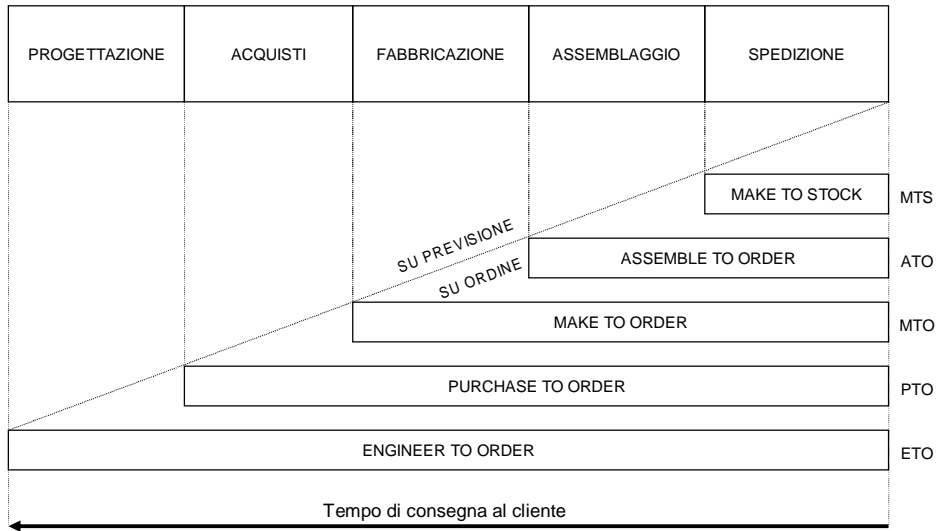 PROGETTAZIONE
ACQUISTI
FABBRICAZIONE
ASSEMBLAGGIO
SPEDIZIONE
MAKE TO STOCK
MTS
SU PREVISIONE
SU ORDINE
ASSEMBLE TO ORDER
ATO
MAKE TO ORDER
MTO
PURCHASE TO ORDER
PTO
ENGINEER TO ORDER
ETO
Tempo di consegna al cliente